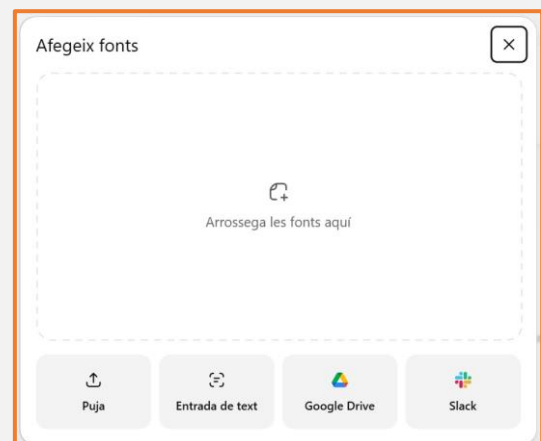 Afegeix fonts
Arrossega les fonts aquí
Puja
Entrada de text
Google Drive
Slack